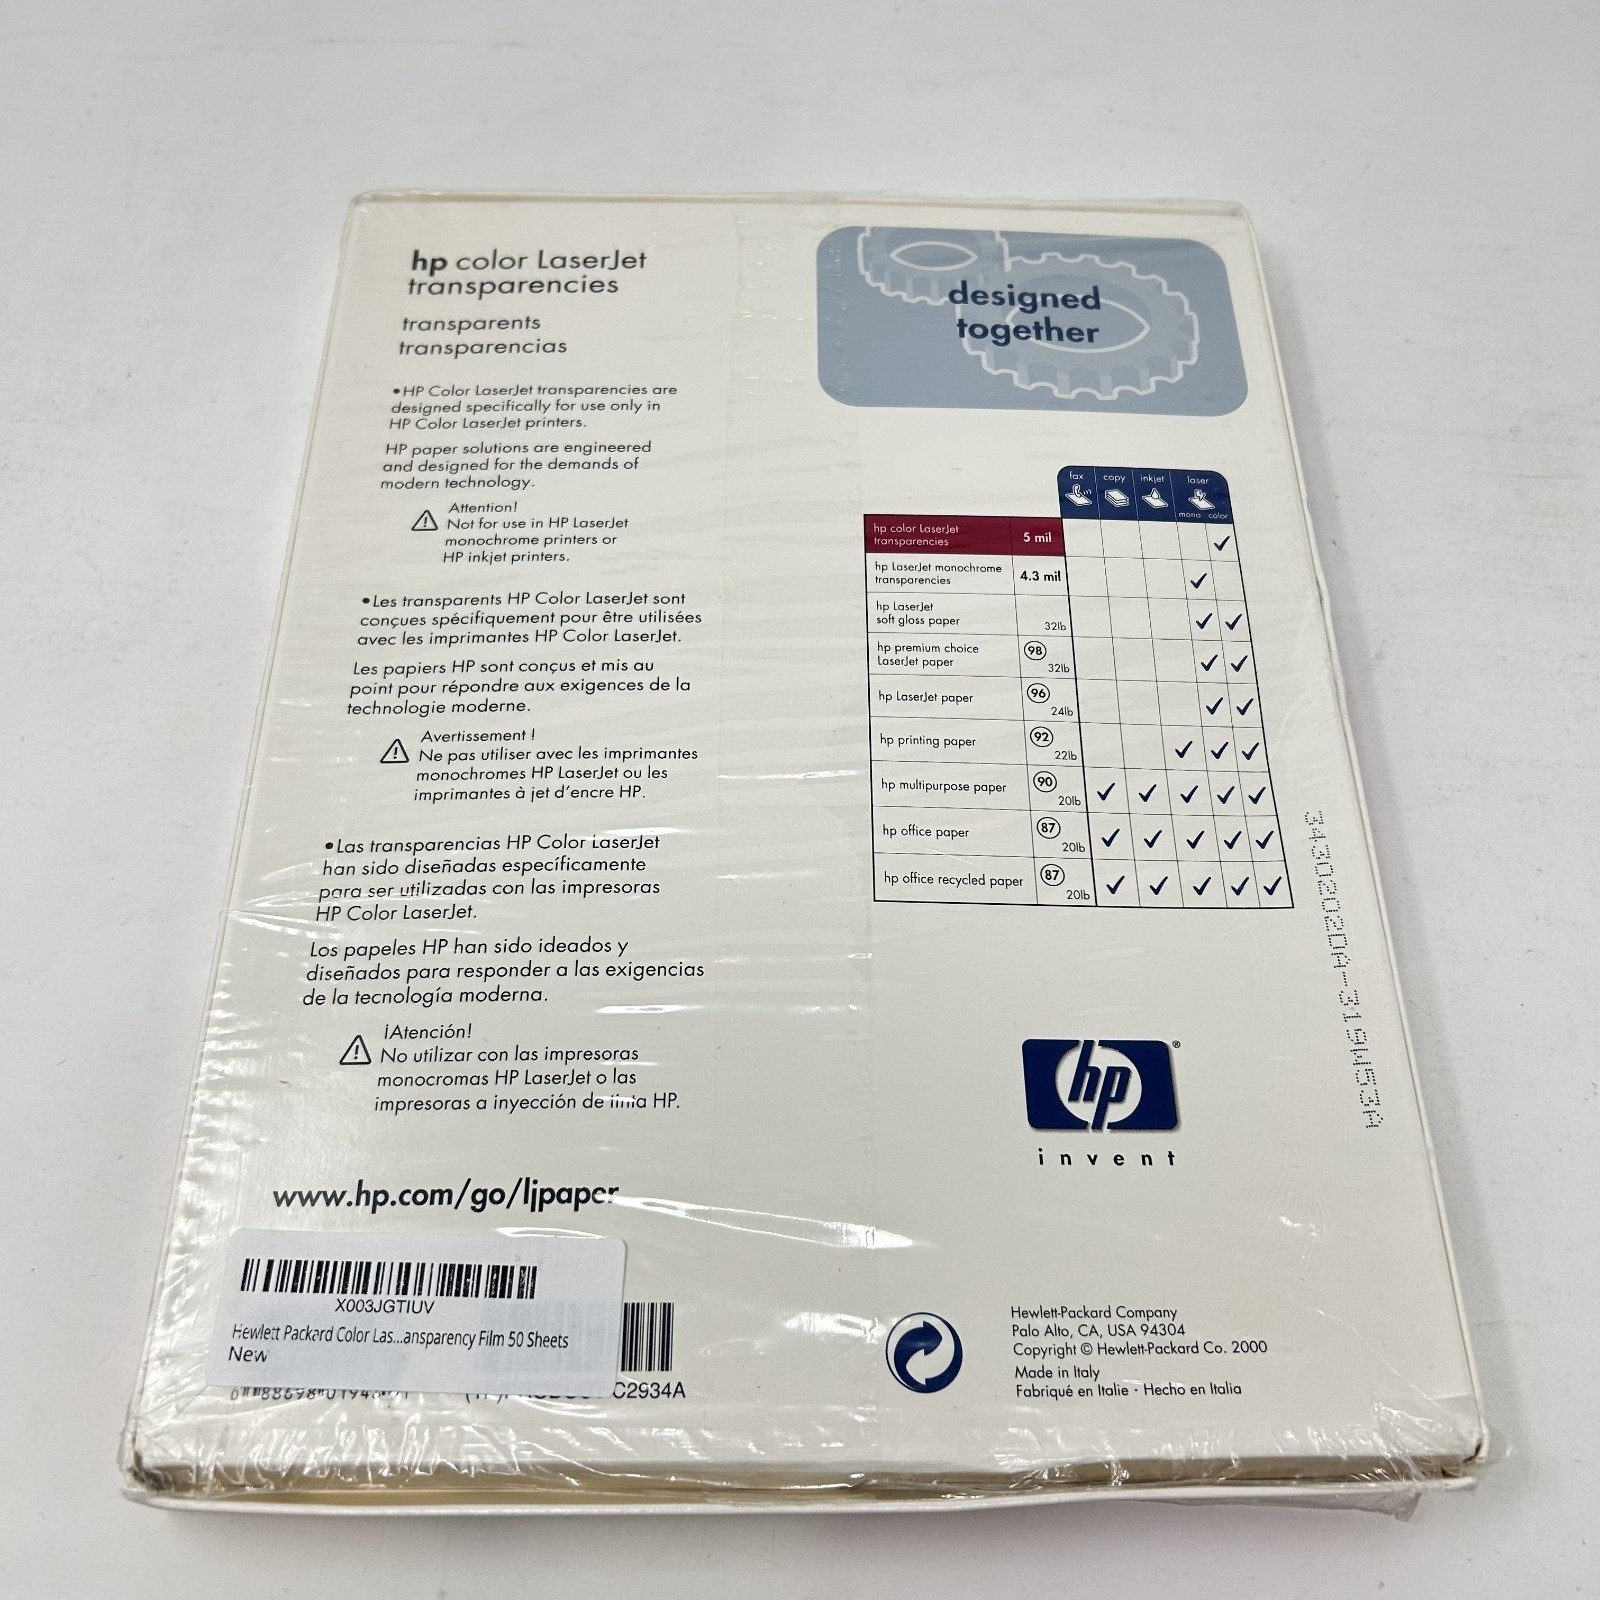 hp color LaserJet
transparencies
transparents
transparencias
•HP Color LaserJet transparencies are
designed specifically for use only in
HP Color LaserJet printers.
HP paper solutions are engineered
and designed for the demands of
modern technology.
Attention!
Not for use in HP LaserJet
monochrome printers or
HP inkjet printers.
•Les transparents HP Color LaserJet sont
conçues spécifiquement pour être utilisées
avec les imprimantes HP Color LaserJet.
Les papiers HP sont conçus et mis au
point pour répondre aux exigences de la
technologie moderne.
Avertissement !
Ne pas utiliser avec les imprimantes
monochromes HP LaserJet ou les
imprimantes à jet d'encre HP.
•Las transparencias HP Color LaserJet
han sido diseñadas específicamente
para ser utilizadas con las impresoras
HP Color LaserJet.
Los papeles HP han sido ideados y
diseñados para responder a las exigencias
de la tecnología moderna.
¡Atención!
No utilizar con las impresoras
monocromas HP LaserJet o las
impresoras a inyección de tinta HP.
www.hp.com/go/ljpaper
X003JGTIUV
Hewlett Packard Color Las...ansparency Film 50 Sheets
New
C2934A
designed
together
fax copy inkjet laser
mono color
hp color LaserJet
transparencies 5 mil ✓
hp LaserJet monochrome
transparencies 4.3 mil ✓
hp LaserJet
soft gloss paper 32lb ✓ ✓
hp premium choice 98
LaserJet paper 32lb ✓ ✓
hp LaserJet paper 96 24lb ✓ ✓
hp printing paper 92 22lb ✓ ✓ ✓
hp multipurpose paper 90 20lb ✓ ✓ ✓ ✓ ✓
hp office paper 87 20lb ✓ ✓ ✓ ✓ ✓
hp office recycled paper 87 20lb ✓ ✓ ✓ ✓ ✓
hp ®
invent
Hewlett-Packard Company
Palo Alto, CA, USA 94304
Copyright © Hewlett-Packard Co. 2000
Made in Italy
Fabriqué en Italie · Hecho en Italia